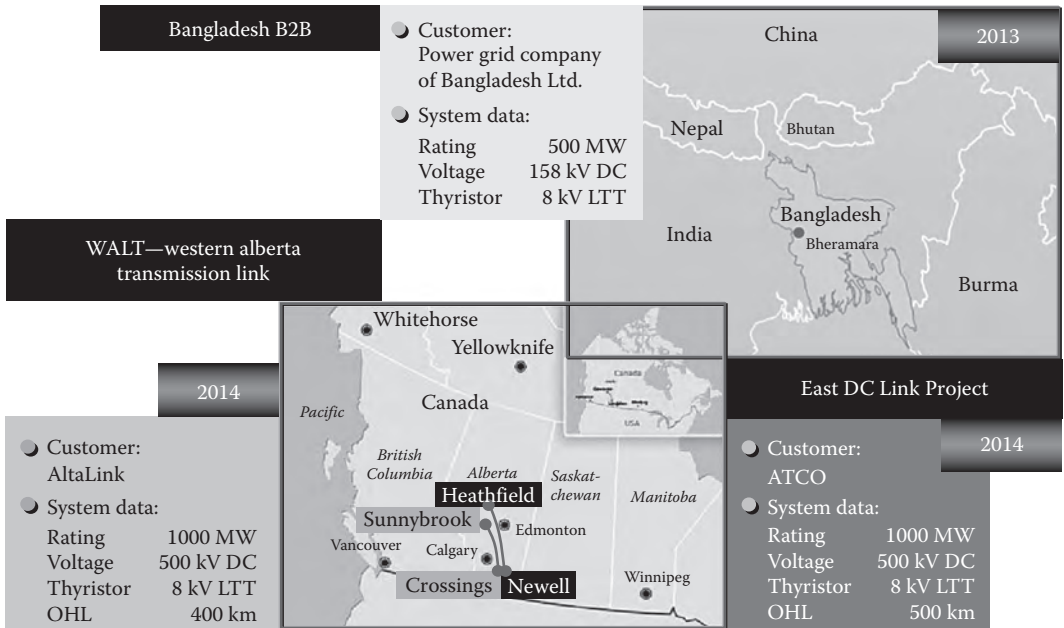 Bangladesh B2B
Customer:
Power grid company
of Bangladesh Ltd.
System data:
Rating 500 MW
Voltage 158 kV DC
Thyristor 8 kV LTT
2013
China
Nepal
Bhutan
Bangladesh
Bheramara
India
Burma
WALT—western alberta
transmission link
2014
Customer:
AltaLink
System data:
Rating 1000 MW
Voltage 500 kV DC
Thyristor 8 kV LTT
OHL 400 km
Whitehorse
Yellowknife
Canada
Pacific
British
Columbia
Alberta
Saskat-
chewan
Manitoba
Heathfield
Sunnybrook
Edmonton
Vancouver
Calgary
Crossings
Newell
Winnipeg
Canada
USA
East DC Link Project
2014
Customer:
ATCO
System data:
Rating 1000 MW
Voltage 500 kV DC
Thyristor 8 kV LTT
OHL 500 km